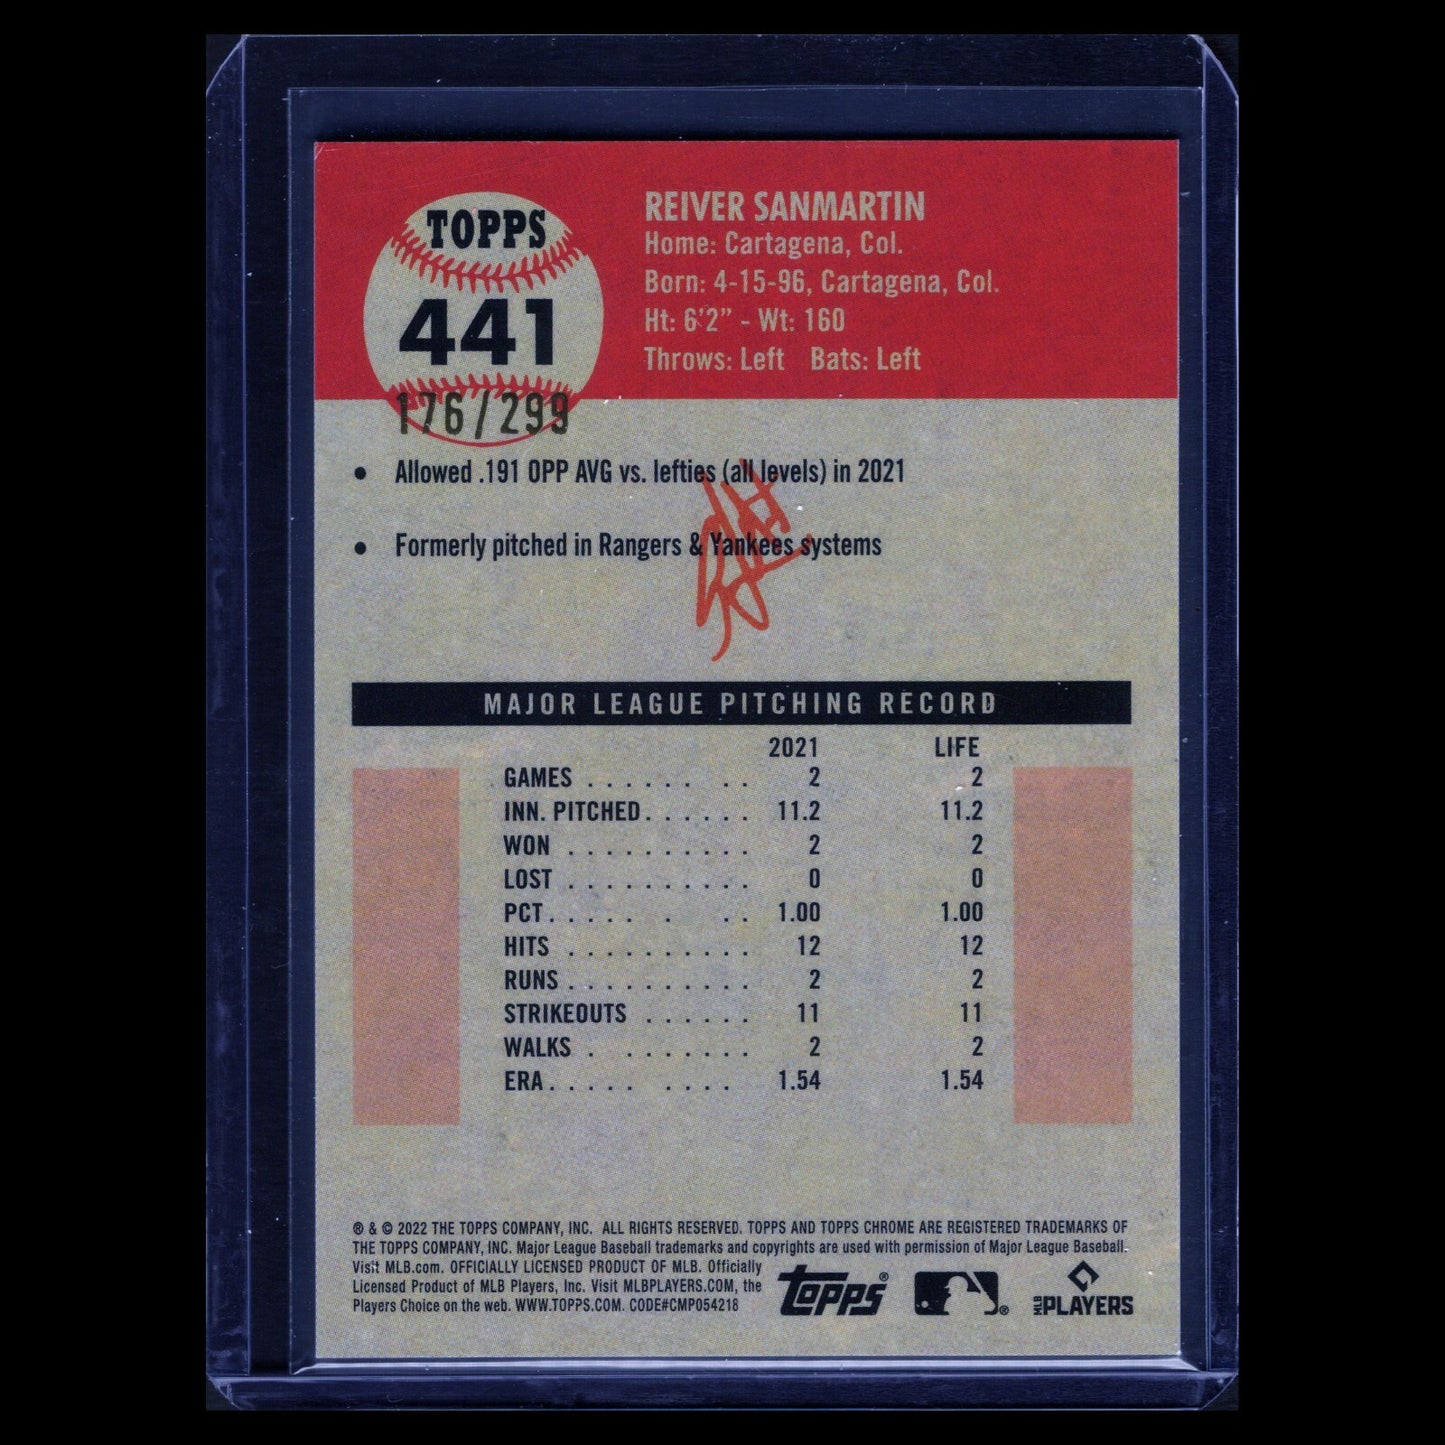 TOPPS
441
176/299
REIVER SANMARTIN
Home: Cartagena, Col.
Born: 4-15-96, Cartagena, Col.
Ht: 6'2" - Wt: 160
Throws: Left Bats: Left
• Allowed .191 OPP AVG vs. lefties (all levels) in 2021
• Formerly pitched in Rangers & Yankees systems
MAJOR LEAGUE PITCHING RECORD
2021 LIFE
GAMES . . . . . . . . 2 2
INN. PITCHED. . . . . . 11.2 11.2
WON . . . . . . . . . . 2 2
LOST . . . . . . . . . . 0 0
PCT. . . . . . . . 1.00 1.00
HITS . . . . . . . . . . 12 12
RUNS . . . . . . . . . . 2 2
STRIKEOUTS . . . . . . 11 11
WALKS . . . . . . . . 2 2
ERA. . . . . . . . . 1.54 1.54
® & © 2022 THE TOPPS COMPANY, INC. ALL RIGHTS RESERVED. TOPPS AND TOPPS CHROME ARE REGISTERED TRADEMARKS OF
THE TOPPS COMPANY, INC. Major League Baseball trademarks and copyrights are used with permission of Major League Baseball.
Visit MLB.com. OFFICIALLY LICENSED PRODUCT OF MLB. Officially
Licensed Product of MLB Players, Inc. Visit MLBPLAYERS.COM, the
Players Choice on the web. WWW.TOPPS.COM. CODE#CMP054218
Topps®
®
MLB PLAYERS